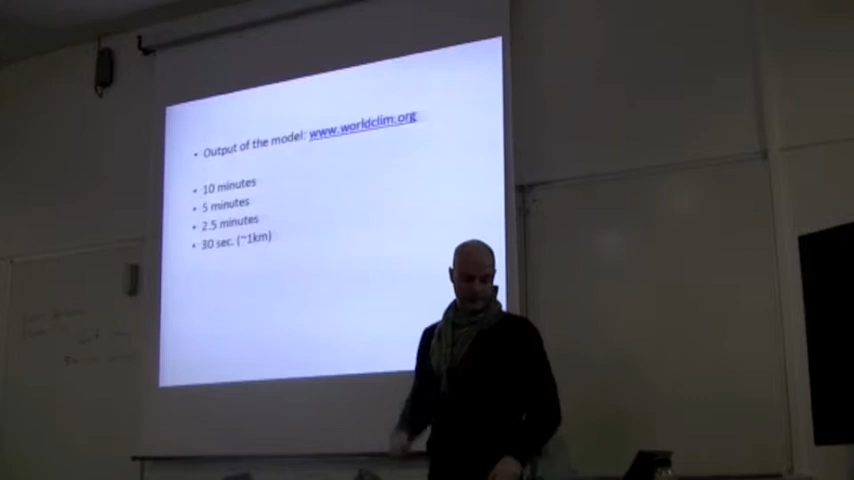 • Output of the model: www.worldclim.org
• 10 minutes
• 5 minutes
• 2.5 minutes
• 30 sec. (~1km)